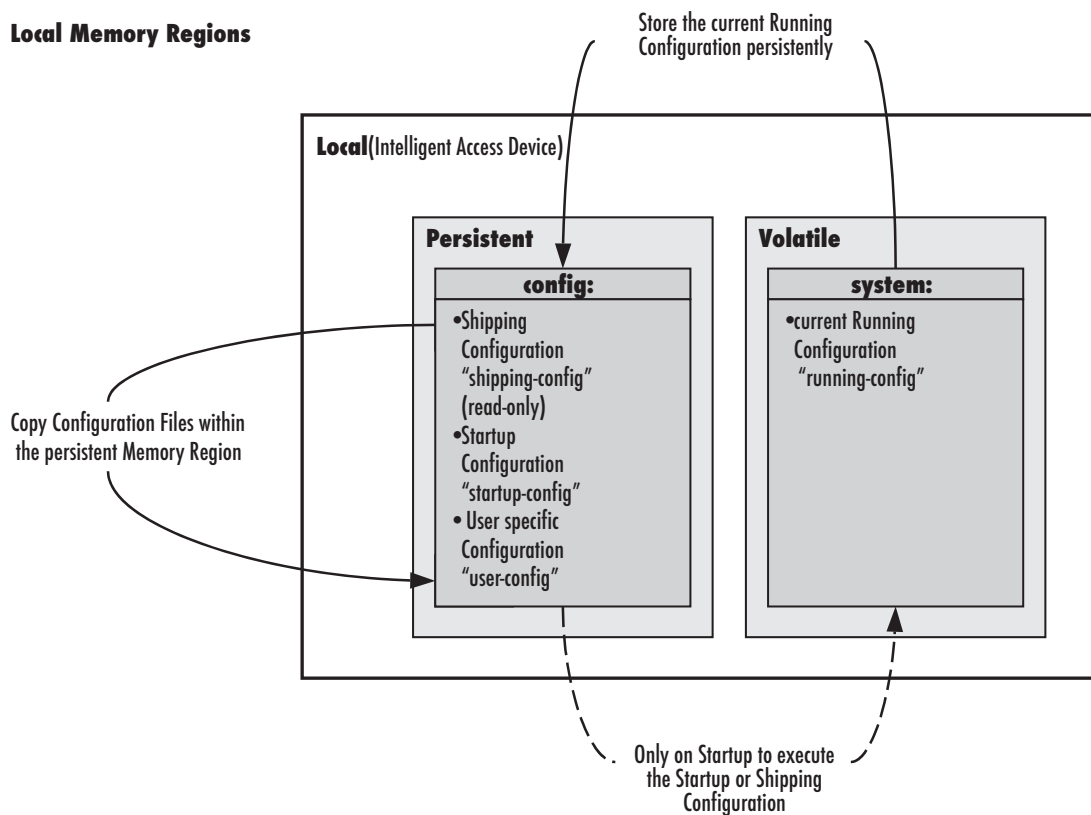 Local Memory Regions
Store the current Running
Configuration persistently
Local(Intelligent Access Device)
Persistent
config:
•Shipping
Configuration
“shipping-config”
(read-only)
•Startup
Configuration
“startup-config”
• User specific
Configuration
“user-config”
Volatile
system:
•current Running
Configuration
“running-config”
Copy Configuration Files within
the persistent Memory Region
Only on Startup to execute
the Startup or Shipping
Configuration